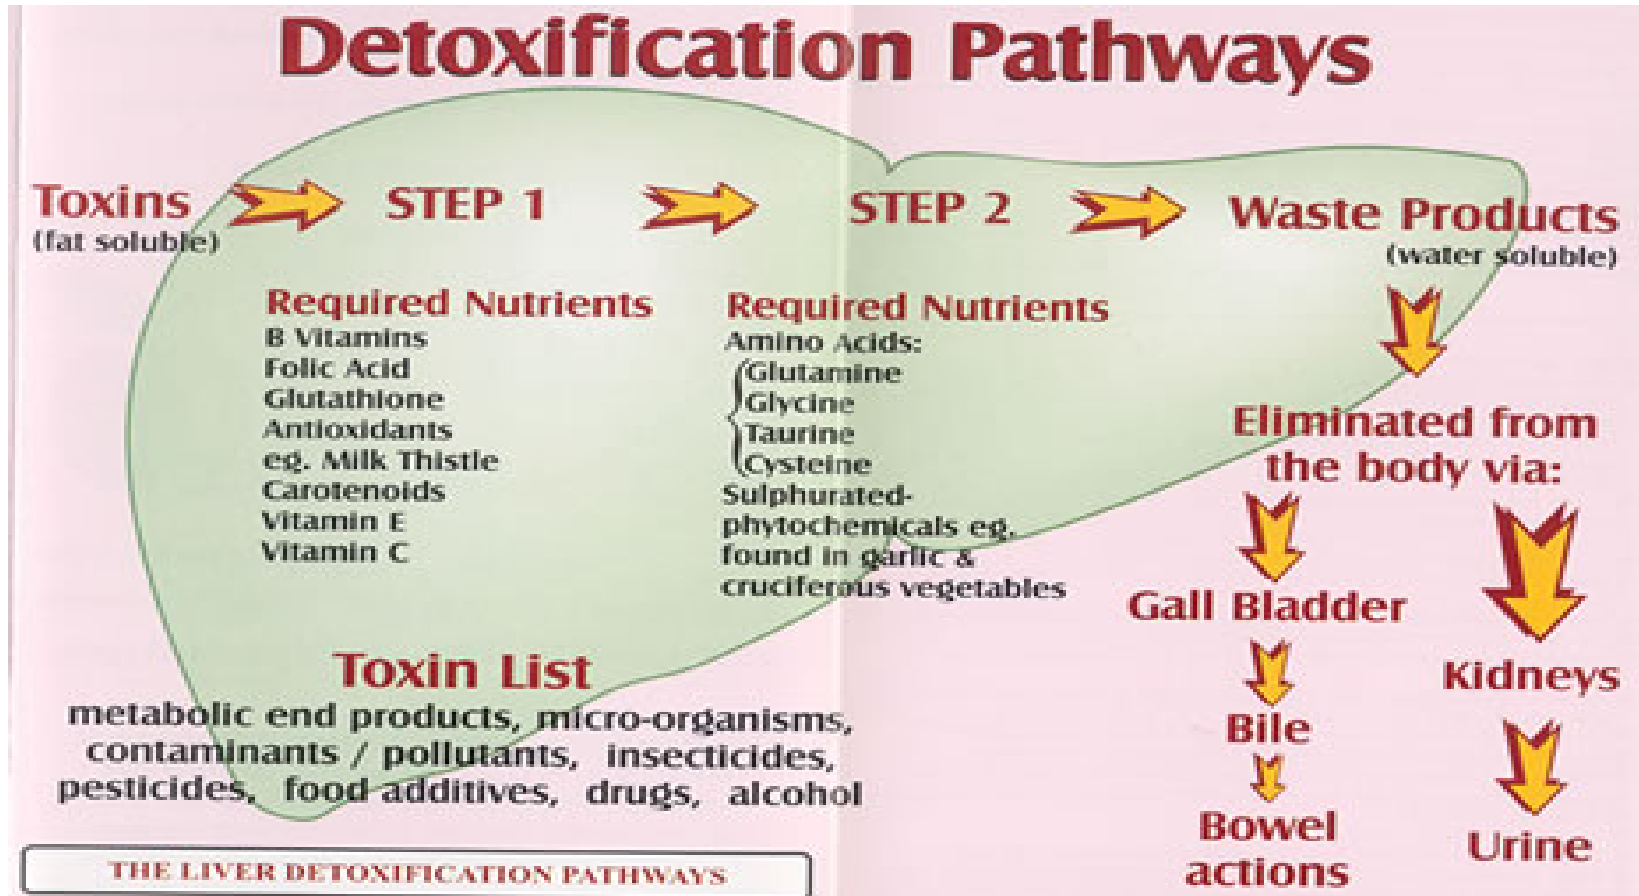 Detoxification Pathways
Toxins
(fat soluble)
STEP 1
STEP 2
Waste Products
(water soluble)
Required Nutrients
B Vitamins
Folic Acid
Glutathione
Antioxidants
eg. Milk Thistle
Carotenoids
Vitamin E
Vitamin C
Required Nutrients
Amino Acids:
Glutamine
Glycine
Taurine
Cysteine
Sulphurated-
phytochemicals eg.
found in garlic &
cruciferous vegetables
Eliminated from
the body via:
Gall Bladder
Bile
Bowel
actions
Kidneys
Urine
Toxin List
metabolic end products, micro-organisms,
contaminants / pollutants, insecticides,
pesticides, food additives, drugs, alcohol
THE LIVER DETOXIFICATION PATHWAYS